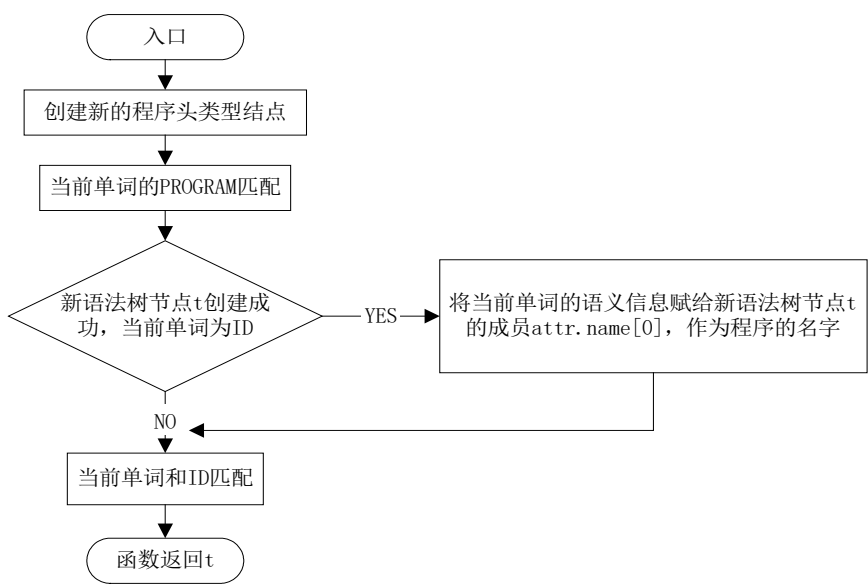 入口
创建新的程序头类型结点
当前单词的PROGRAM匹配
新语法树节点t创建成
功，当前单词为ID
YES
将当前单词的语义信息赋给新语法树节点t
的成员attr.name[0]，作为程序的名字
NO
当前单词和ID匹配
函数返回t